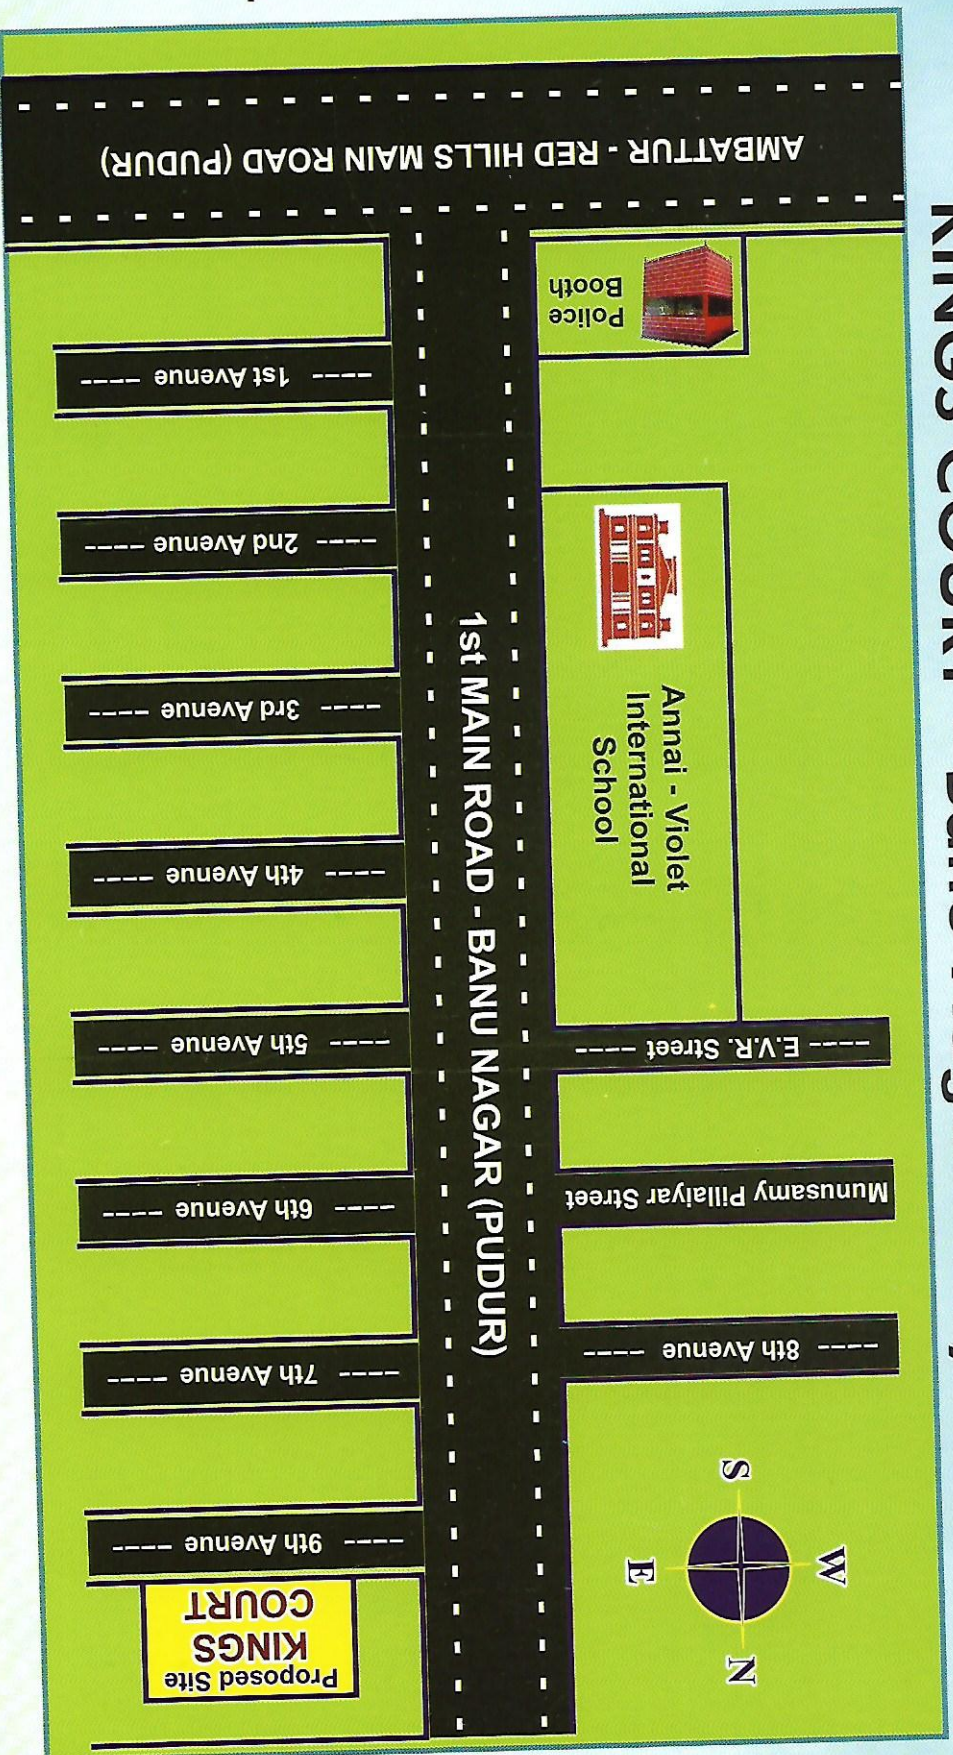 AMBATTUR - RED HILLS MAIN ROAD (PUDUR)
Police
Booth
1st MAIN ROAD - BANU NAGAR (PUDUR)
Annai - Violet
International
School
---- 1st Avenue ----
---- 2nd Avenue ----
---- 3rd Avenue ----
---- 4th Avenue ----
---- 5th Avenue ----
---- 6th Avenue ----
---- 7th Avenue ----
---- 9th Avenue ----
---- E.V.R. Street ----
Munusamy Pillaiyar Street
---- 8th Avenue ----
Proposed Site
KINGS
COURT
N
E
W
S
KINGS COURT